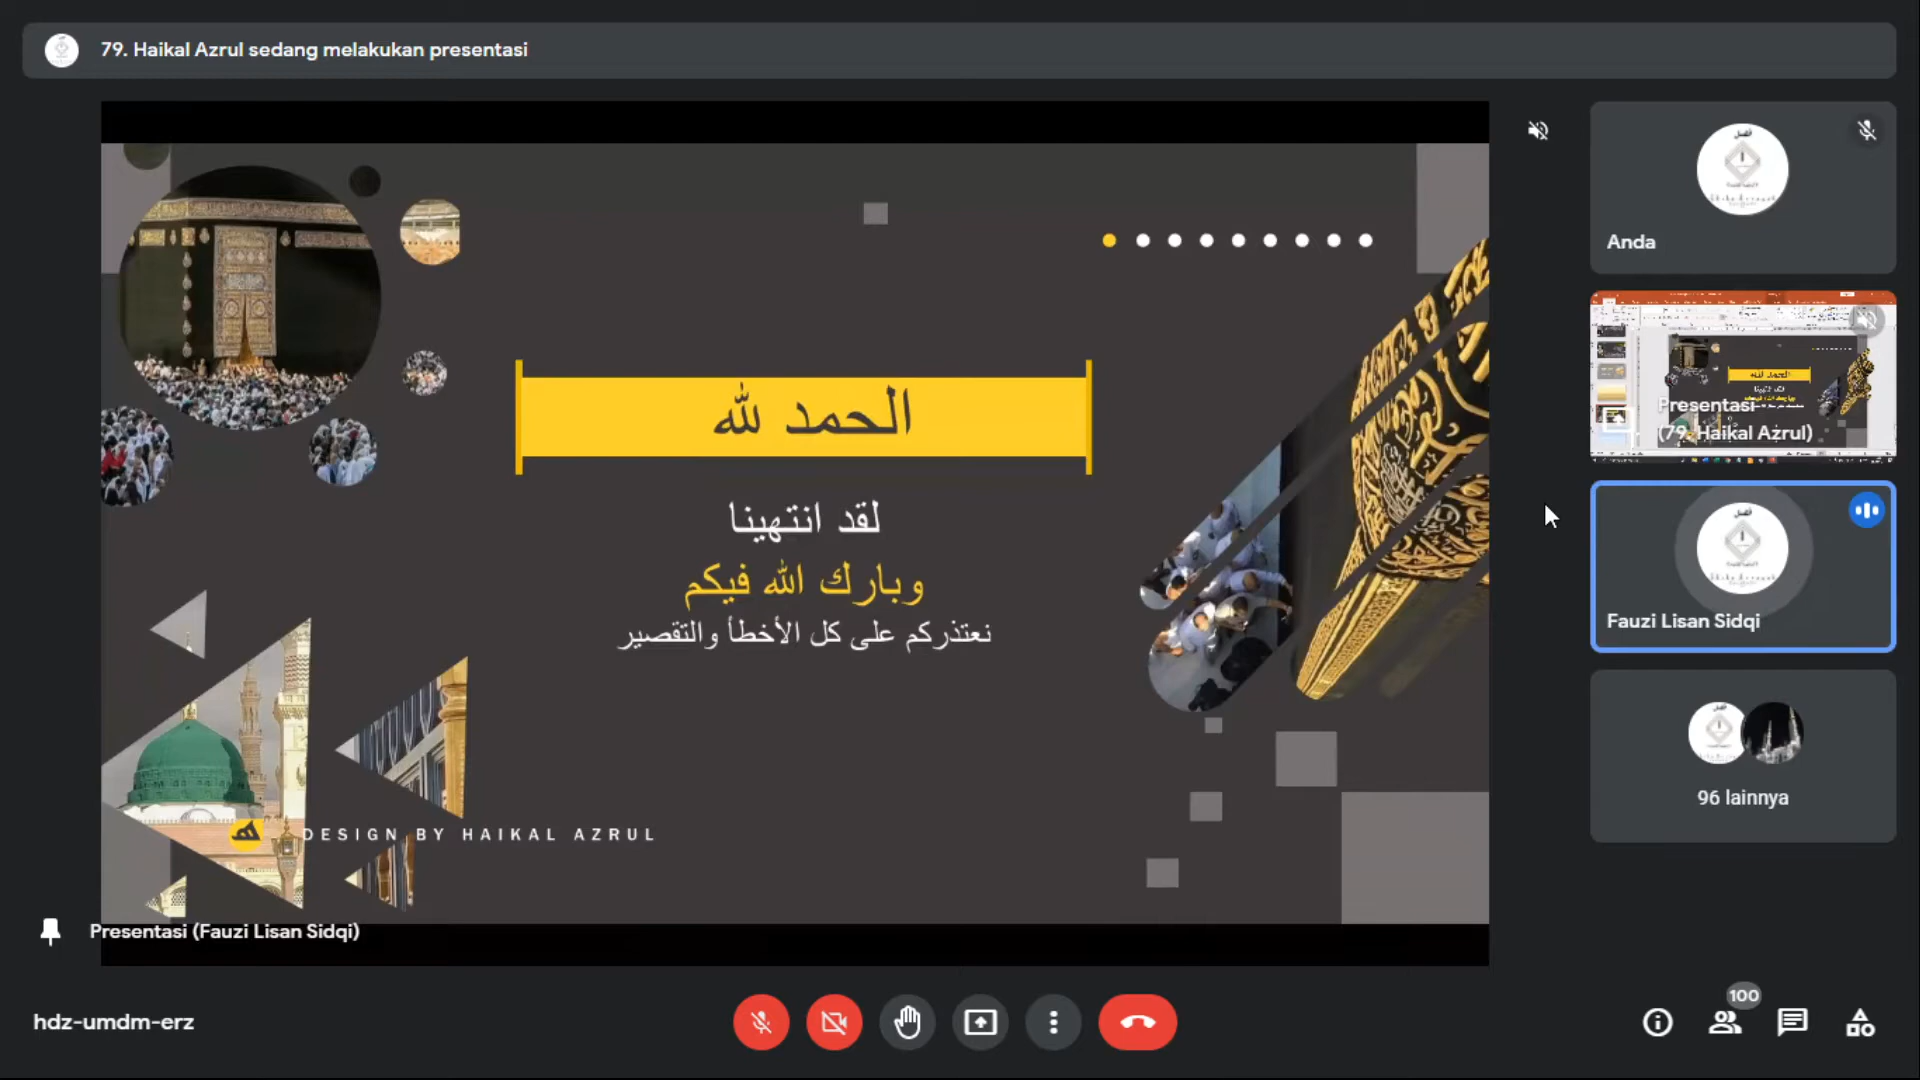 79. Haikal Azrul sedang melakukan presentasi
الحمد لله
لقد انتهينا
وبارك الله فيكم
نعتذركم على كل الأخطأ والتقصير
DESIGN BY HAIKAL AZRUL
Presentasi (Fauzi Lisan Sidqi)
Anda
الحمد لله
Presentasi
(79. Haikal Azrul)
Fauzi Lisan Sidqi
96 lainnya
hdz-umdm-erz
100